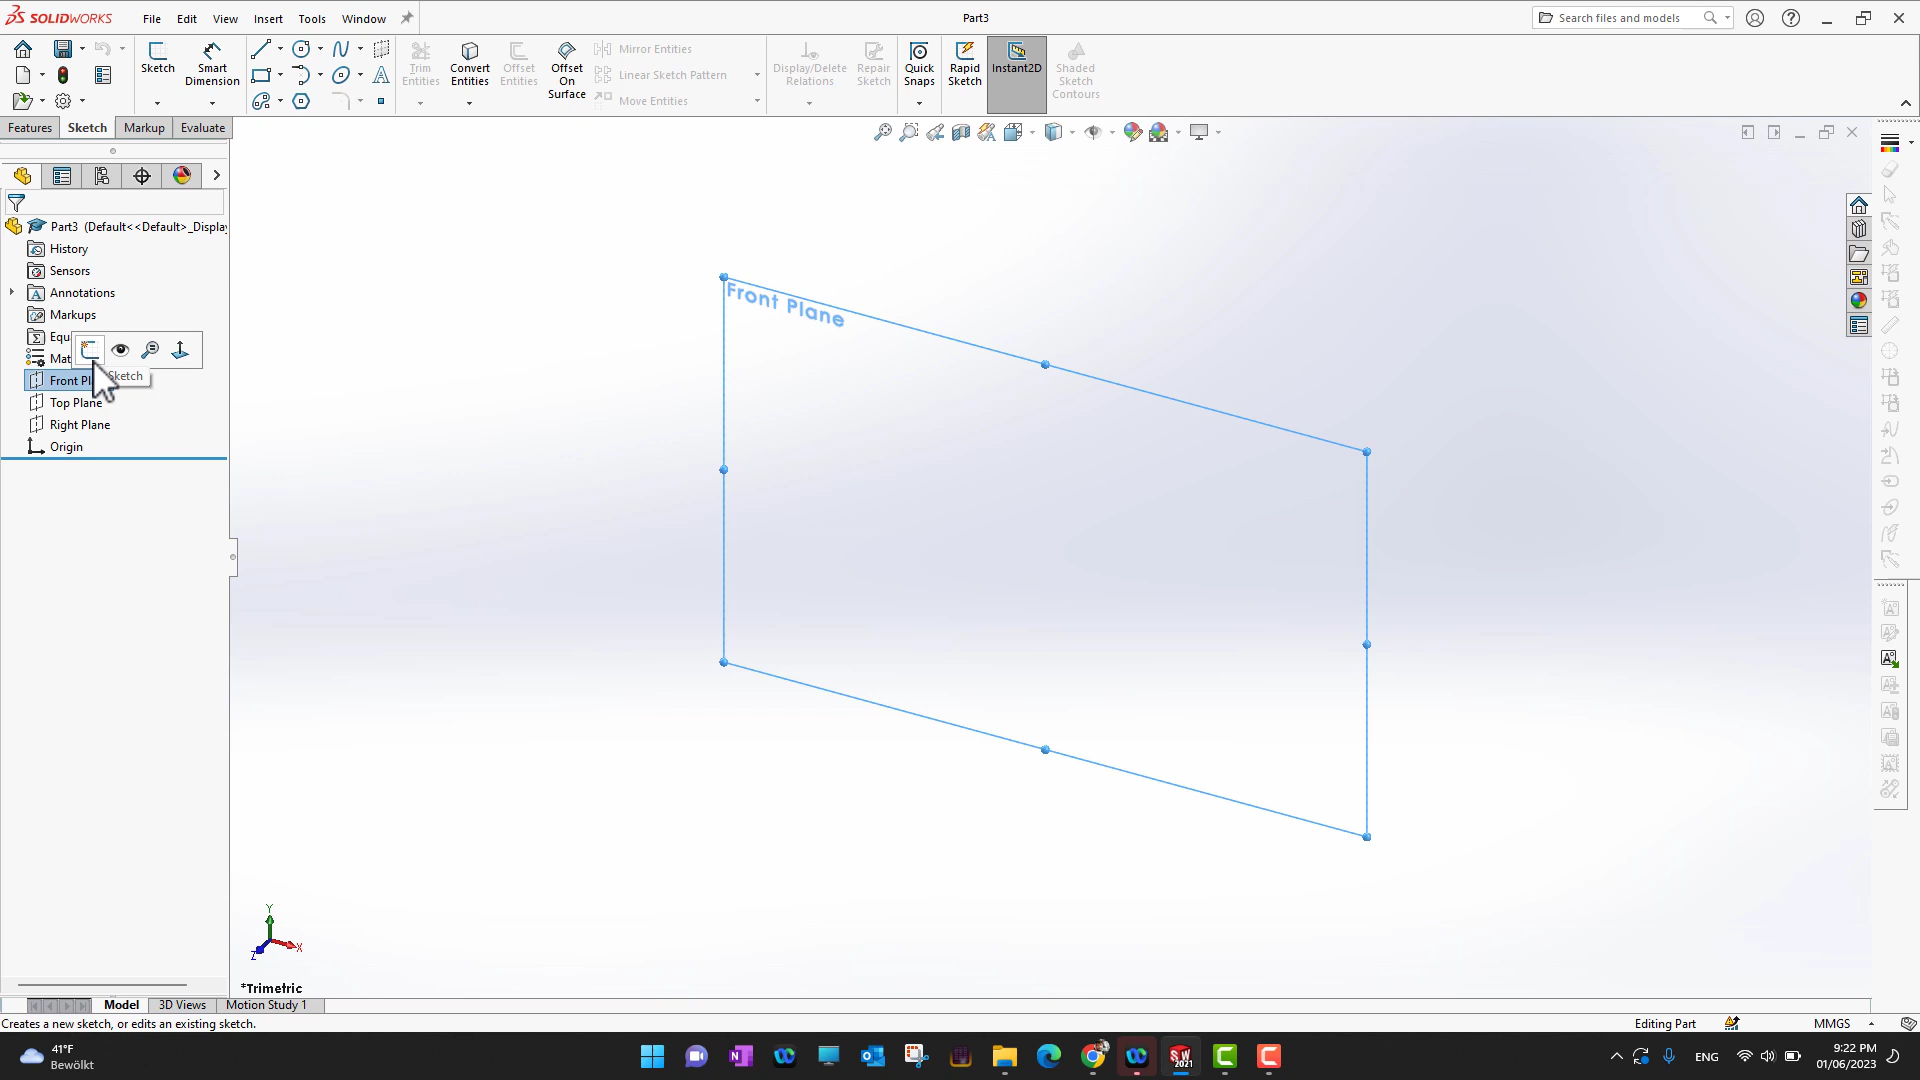 SOLIDWORKS File Edit View Insert Tools Window Part3 Search files and models
Sketch Smart Dimension Trim Entities Convert Entities Offset Entities Offset On Surface Mirror Entities Linear Sketch Pattern Move Entities Display/Delete Relations Repair Sketch Quick Snaps Rapid Sketch Instant2D Shaded Sketch Contours
Features Sketch Markup Evaluate
Part3 (Default<<Default>_Display
History
Sensors
Annotations
Markups
Equ
Mat
Sketch
Front Pl
Top Plane
Right Plane
Origin
Front Plane
Y
X
Z
*Trimetric
Model 3D Views Motion Study 1
Creates a new sketch, or edits an existing sketch. Editing Part MMGS
41°F
Bewölkt
SW
2021
ENG
9:22 PM
01/06/2023